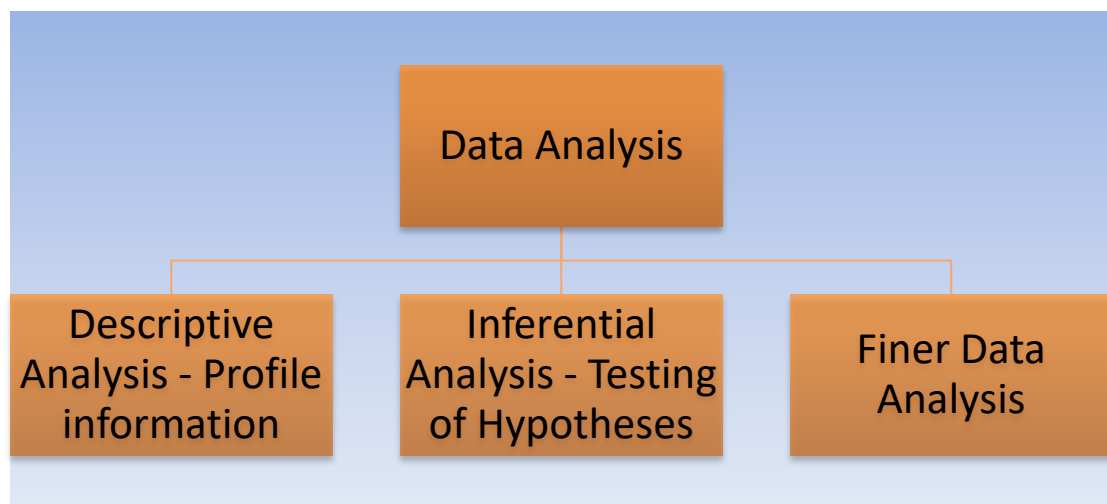 Data Analysis
Descriptive
Analysis - Profile
information
Inferential
Analysis - Testing
of Hypotheses
Finer Data
Analysis